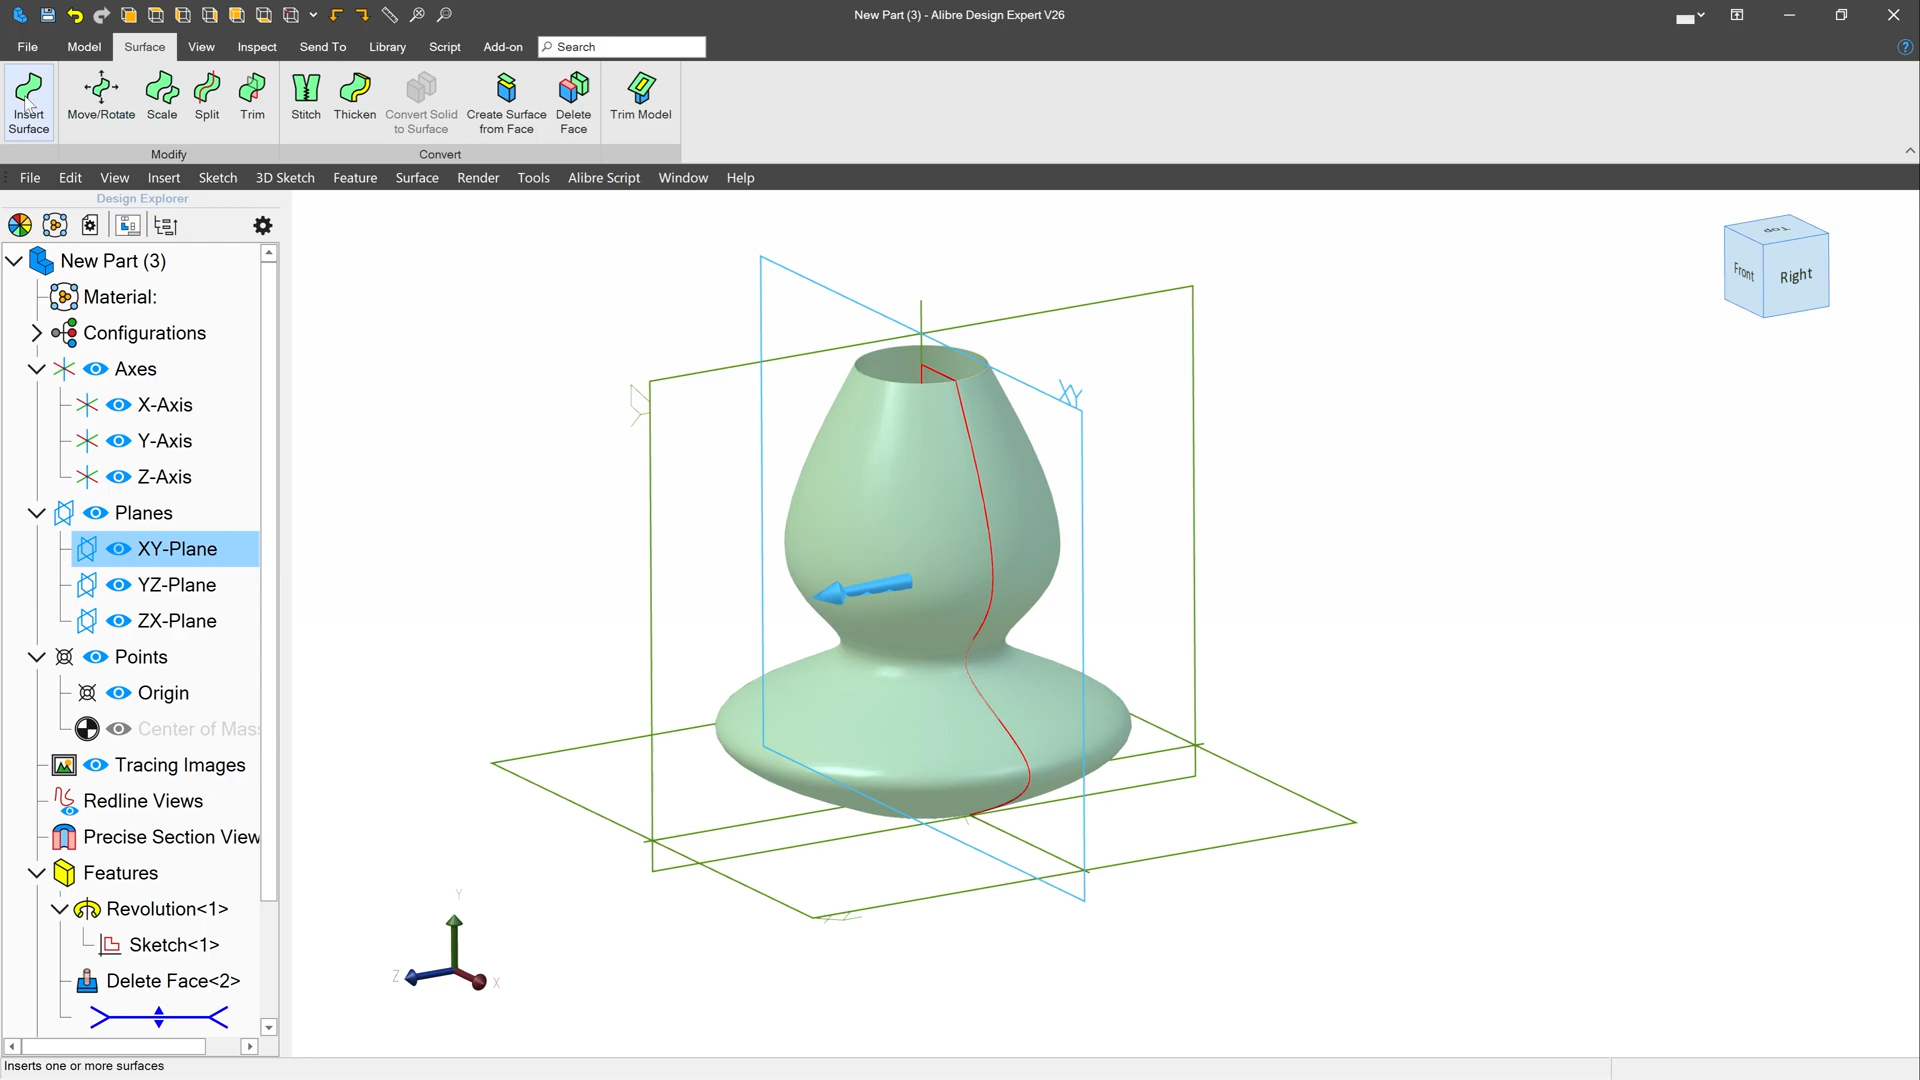 New Part (3) - Alibre Design Expert V26
File Model Surface View Inspect Send To Library Script Add-on Search
Insert Surface
Move/Rotate Scale Split Trim
Stitch Thicken Convert Solid to Surface Create Surface from Face Delete Face
Trim Model
Modify
Convert
File Edit View Insert Sketch 3D Sketch Feature Surface Render Tools Alibre Script Window Help
Design Explorer
New Part (3)
Material:
Configurations
Axes
X-Axis
Y-Axis
Z-Axis
Planes
XY-Plane
YZ-Plane
ZX-Plane
Points
Origin
Center of Mas
Tracing Images
Redline Views
Precise Section View
Features
Revolution<1>
Sketch<1>
Delete Face<2>
Top
Front
Right
XY
Y
Z
X
Inserts one or more surfaces